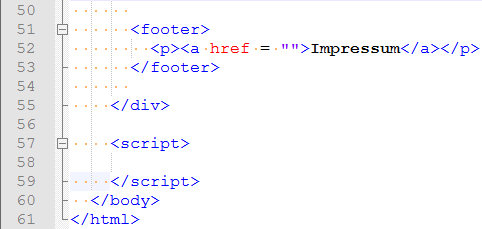 50
51 <footer>
52 <p><a href = "">Impressum</a></p>
53 </footer>
54
55 </div>
56
57 <script>
58
59 </script>
60 </body>
61 </html>